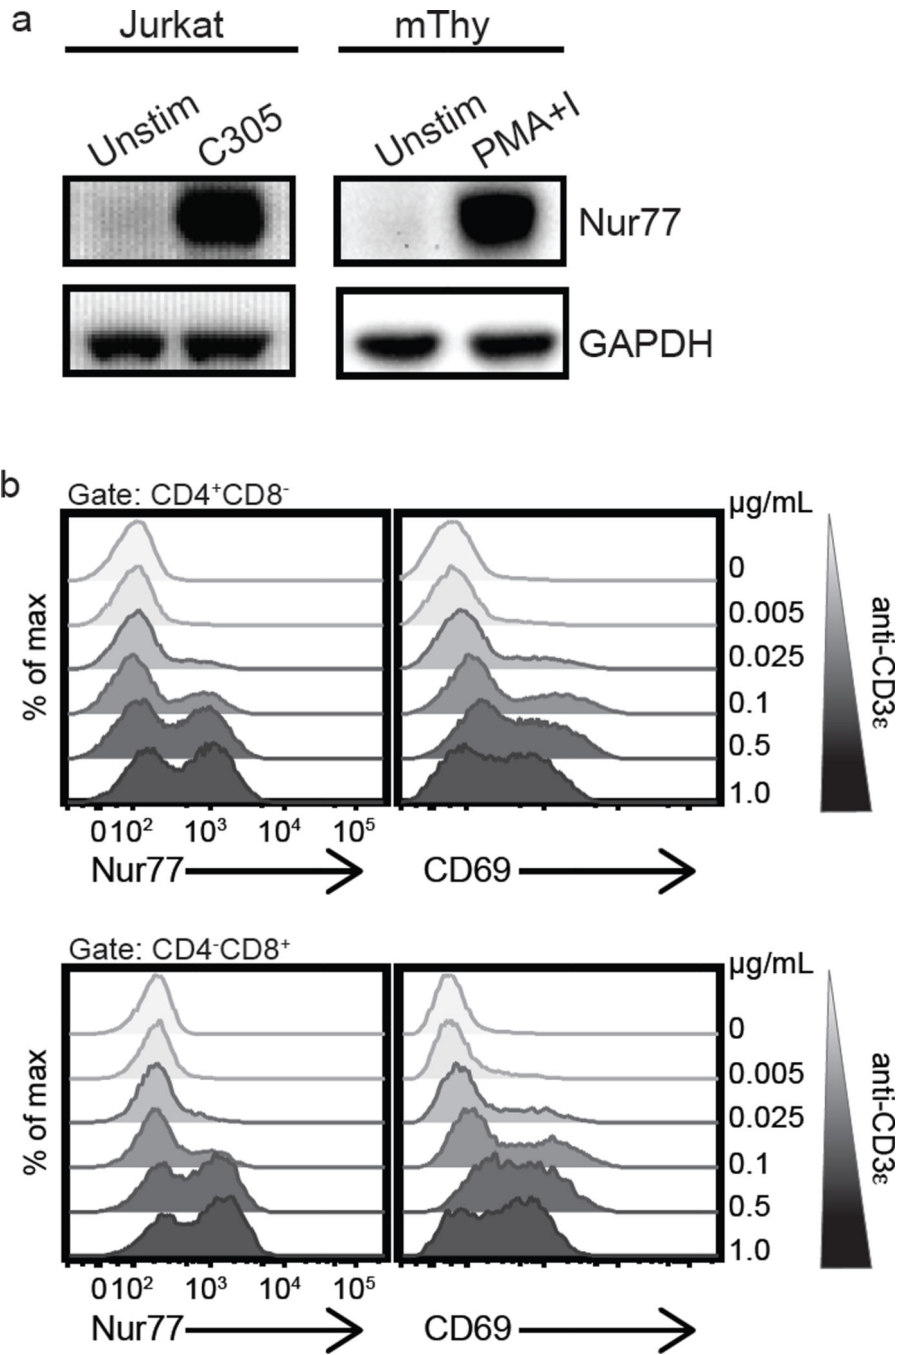 a
Jurkat mThy
Unstim C305 Unstim PMA+I
Nur77
GAPDH
b
Gate: CD4⁺CD8⁻
µg/mL
% of max
0
0.005
0.025
0.1
0.5
1.0
anti-CD3ε
0 10² 10³ 10⁴ 10⁵
Nur77 CD69
Gate: CD4⁻CD8⁺
µg/mL
% of max
0
0.005
0.025
0.1
0.5
1.0
anti-CD3ε
0 10² 10³ 10⁴ 10⁵
Nur77 CD69